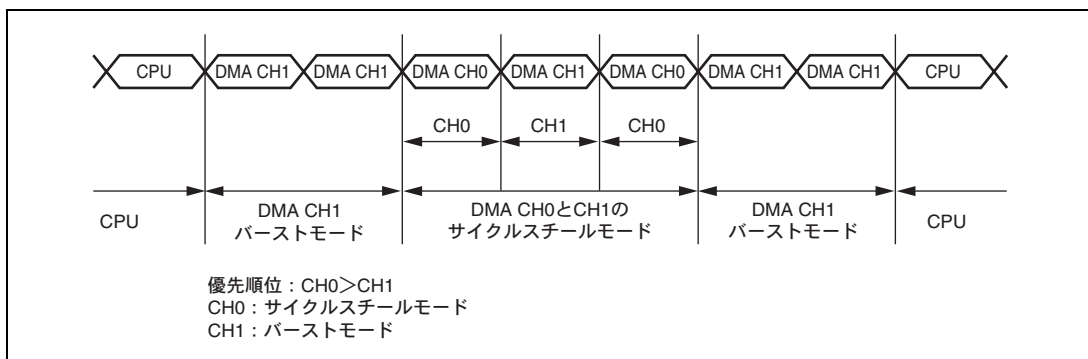 CPU DMA CH1 DMA CH1 DMA CH0 DMA CH1 DMA CH0 DMA CH1 DMA CH1 CPU
CH0 CH1 CH0
CPU
DMA CH1
バーストモード
DMA CH0とCH1の
サイクルスチールモード
DMA CH1
バーストモード
CPU
優先順位：CH0＞CH1
CH0：サイクルスチールモード
CH1：バーストモード